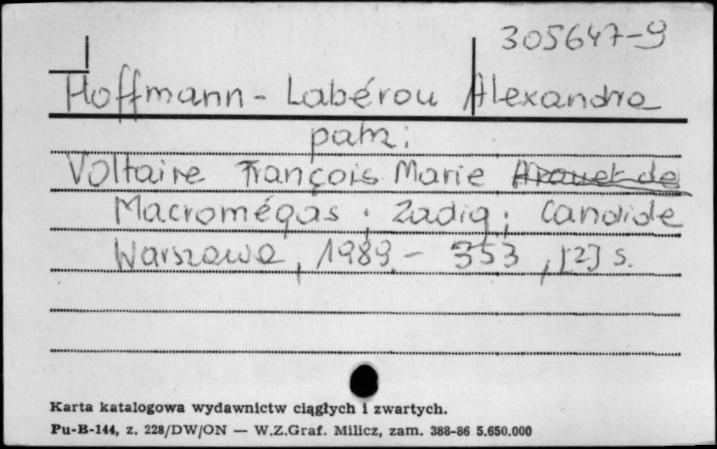 305647-9
Hoffmann-Labérou Alexandra
patrz:
Voltaire François Marie Arouet de
Macromégas ; Zadig ; Candide
Warszawa, 1989.- 353, [2] s.
Karta katalogowa wydawnictw ciągłych i zwartych.
Pu-B-144, z. 228/DW/ON — W.Z.Graf. Milicz, zam. 388-86 5.650.000